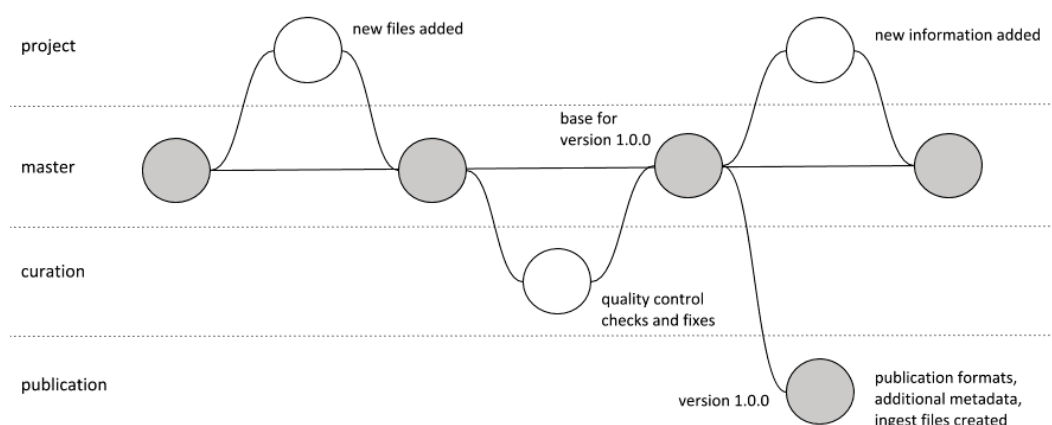 project
new files added
new information added
master
base for
version 1.0.0
curation
quality control
checks and fixes
publication
version 1.0.0
publication formats,
additional metadata,
ingest files created